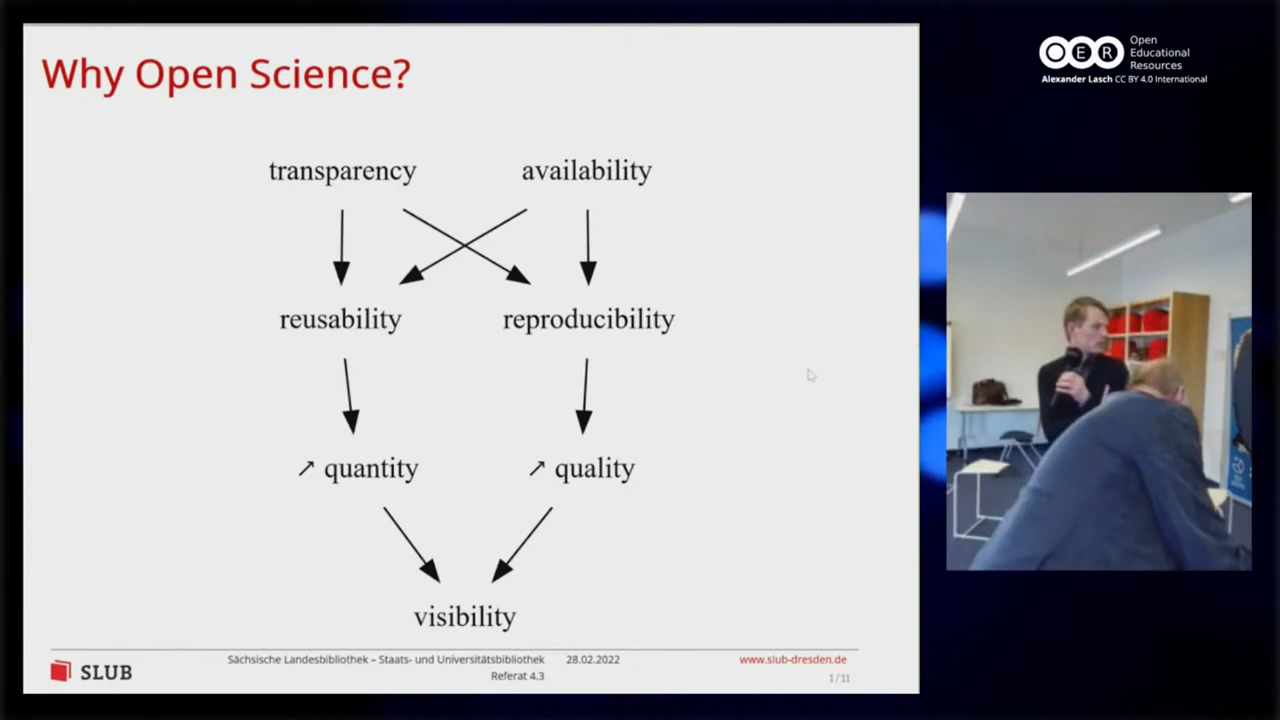 Why Open Science?
transparency availability
reusability reproducibility
↗ quantity ↗ quality
visibility
SLUB
Sächsische Landesbibliothek – Staats- und Universitätsbibliothek 28.02.2022 www.slub-dresden.de
Referat 4.3 1/11
OER
Open
Educational
Resources
Alexander Lasch CC BY 4.0 International